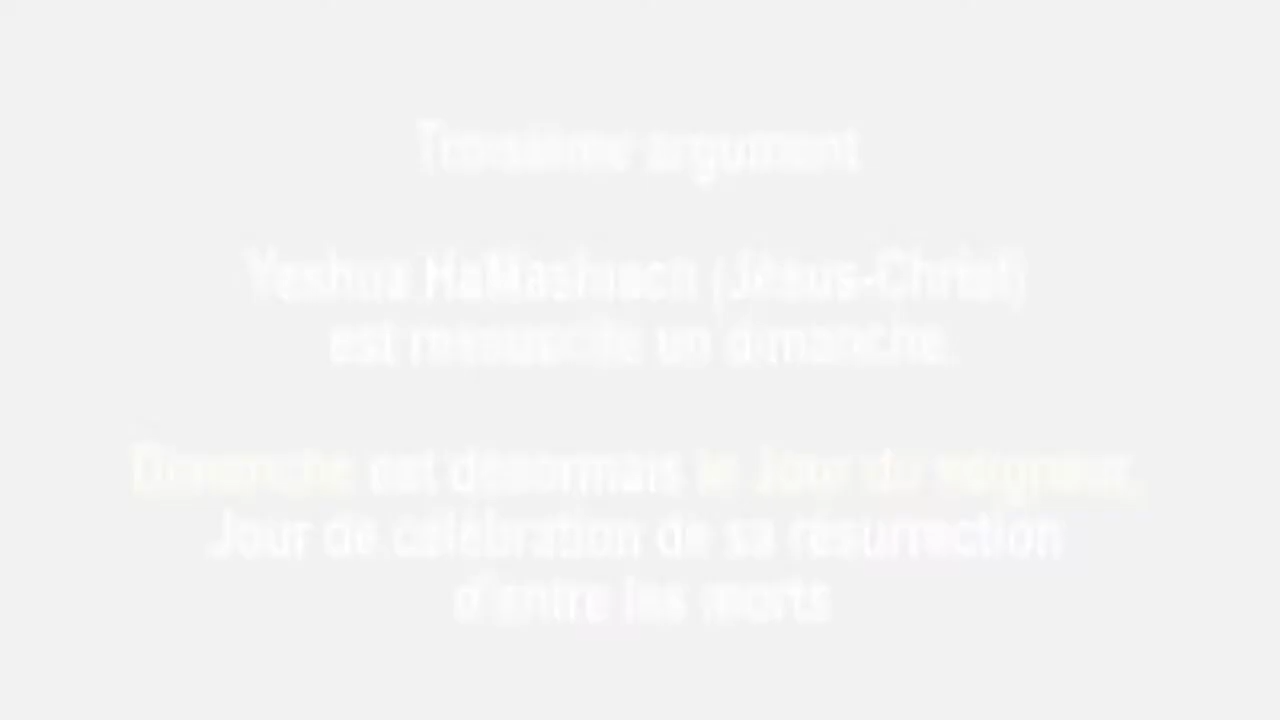 Troisième argument
Yeshua HaMashiach (Jésus-Christ)
est ressuscité un dimanche.
Dimanche est désormais le Jour du seigneur,
Jour de célébration de sa résurrection
d'entre les morts